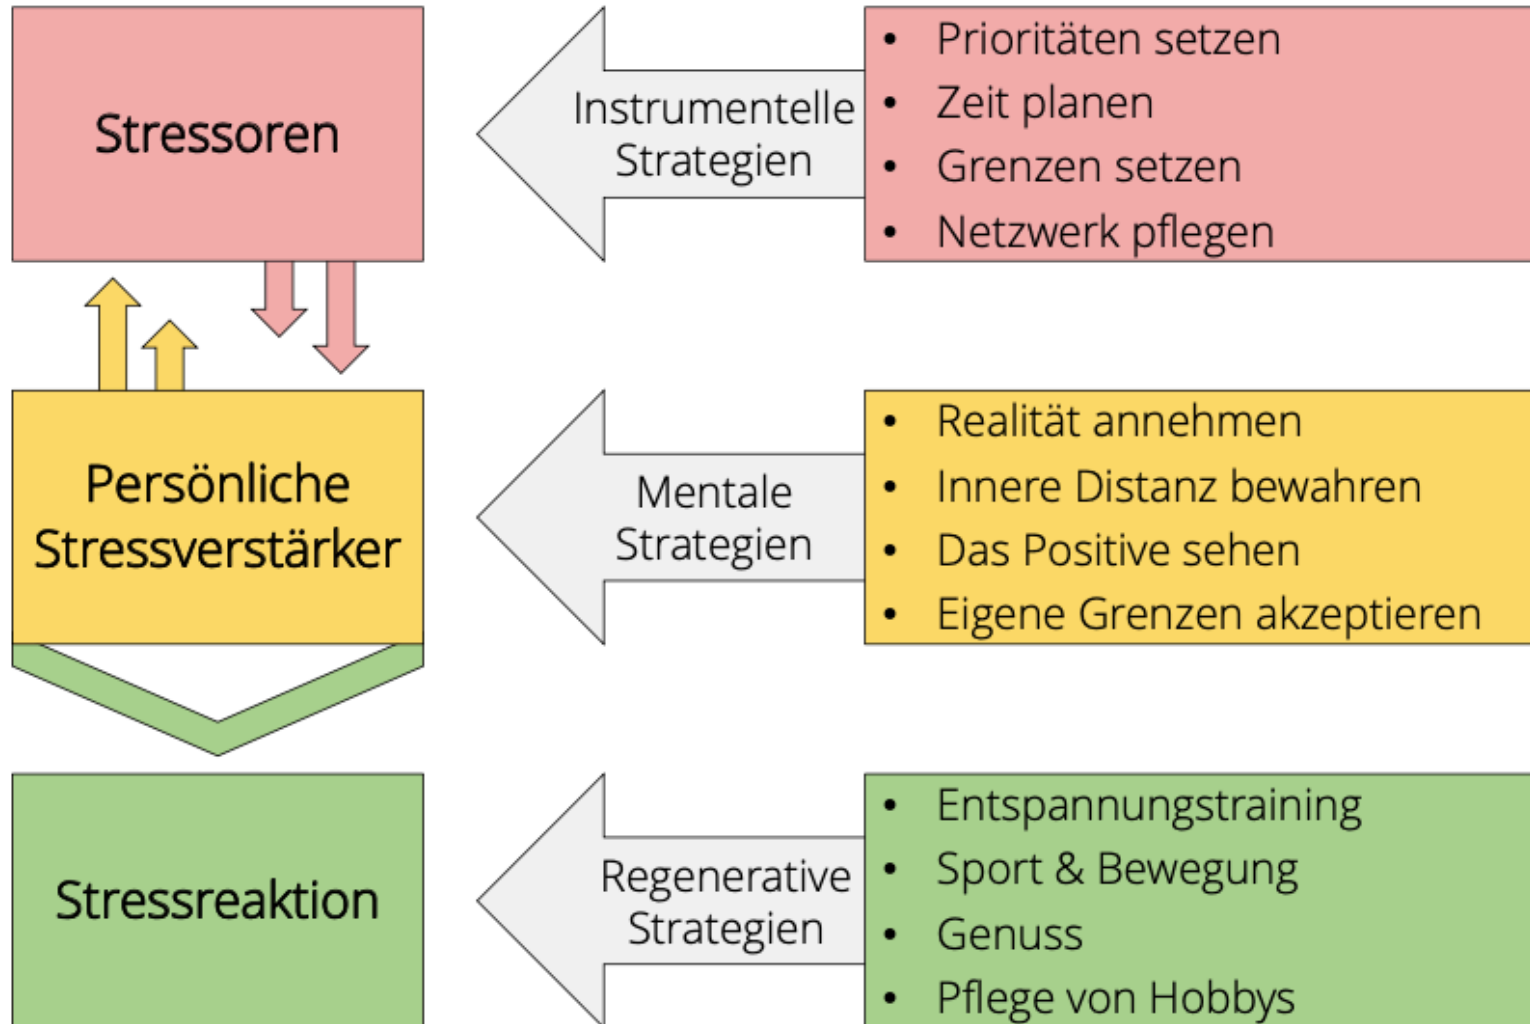 Stressoren
Instrumentelle
Strategien
• Prioritäten setzen
• Zeit planen
• Grenzen setzen
• Netzwerk pflegen
Persönliche
Stressverstärker
Mentale
Strategien
• Realität annehmen
• Innere Distanz bewahren
• Das Positive sehen
• Eigene Grenzen akzeptieren
Stressreaktion
Regenerative
Strategien
• Entspannungstraining
• Sport & Bewegung
• Genuss
• Pflege von Hobbys